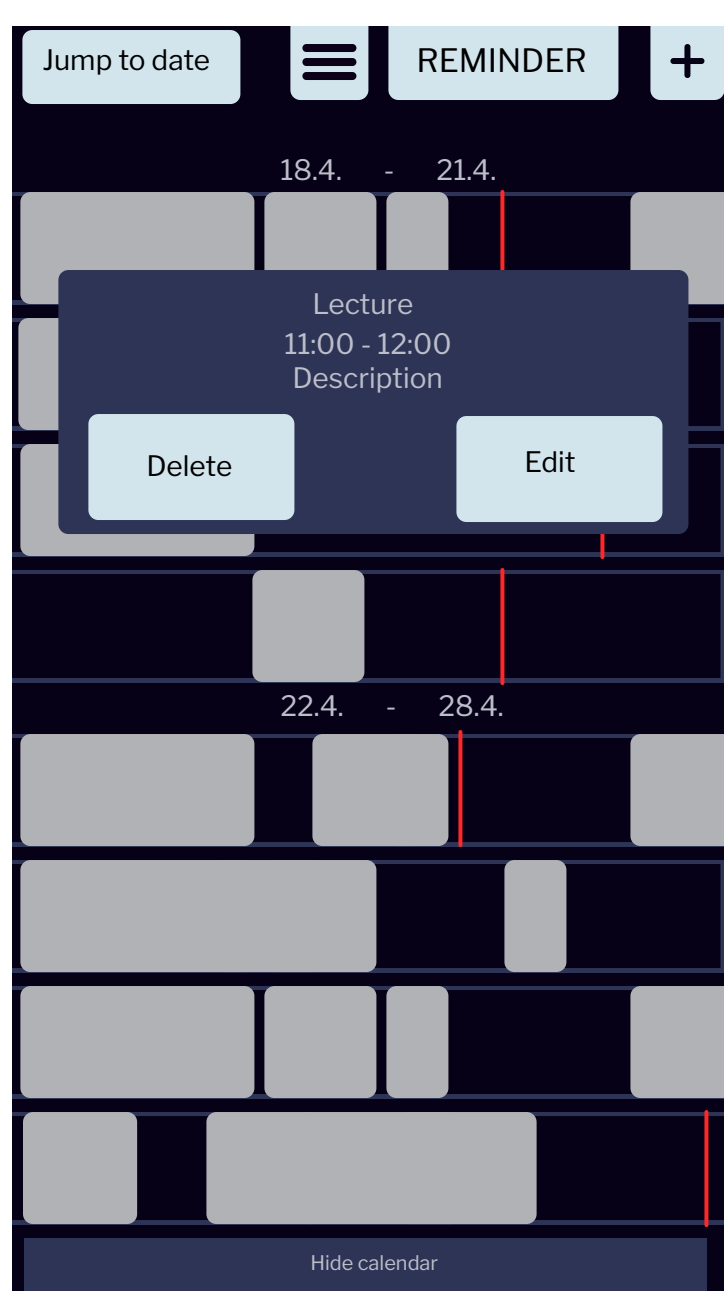 Jump to date
REMINDER
18.4. - 21.4.
Lecture
11:00 - 12:00
Description
Delete
Edit
22.4. - 28.4.
Hide calendar